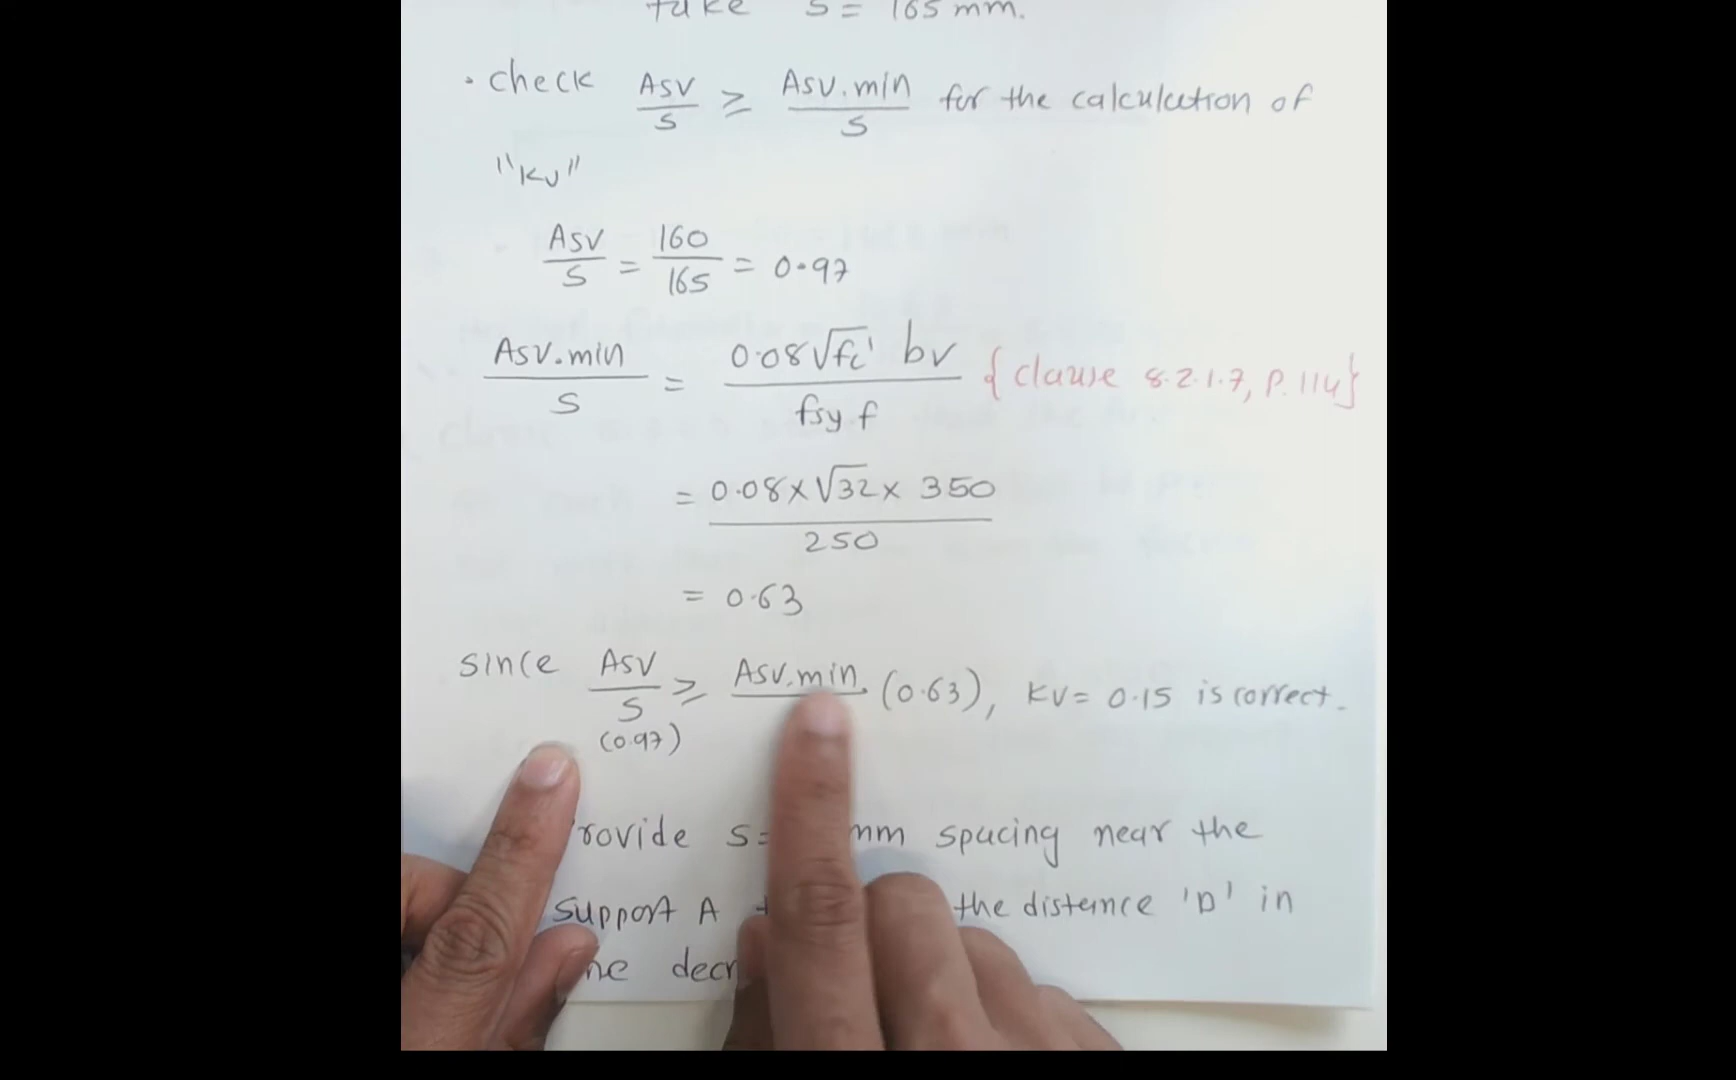 take S = 165 mm.
• check Asv/S ≥ Asv.min/S for the calculation of
"Kv"
Asv/S = 160/165 = 0.97
Asv.min/S = 0.08√fc' bv / fsy.f {clause 8.2.1.7, P.114}
= 0.08×√32× 350 / 250
= 0.63
since Asv/S ≥ Asv.min (0.63), Kv= 0.15 is correct.
(0.97)
rovide S= mm spacing near the
support A the distance 'D' in
decr